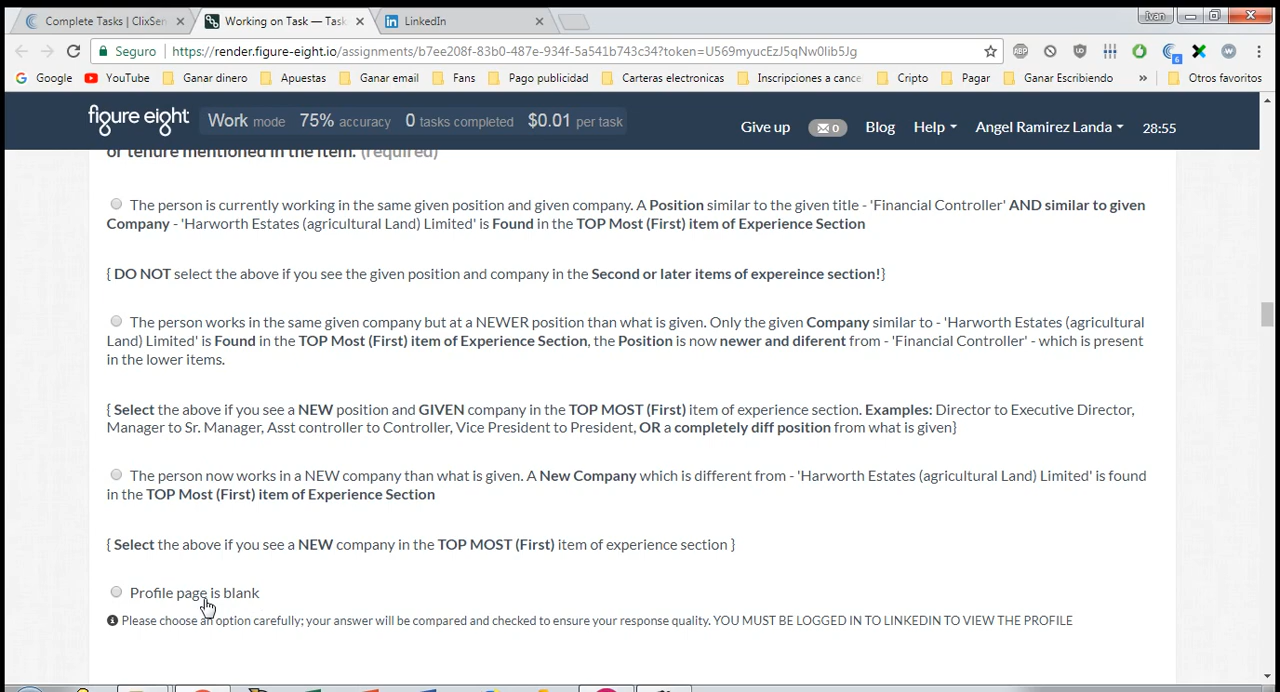 Complete Tasks | ClixSen
Working on Task — Task
LinkedIn
Ivan
Seguro https://render.figure-eight.io/assignments/b7ee208f-83b0-487e-934f-5a541b743c34?token=U569myucEzJ5qNw0lib5Jg
ABP
6
Google YouTube Ganar dinero Apuestas Ganar email Fans Pago publicidad Carteras electronicas Inscripciones a cance Cripto Pagar Ganar Escribiendo » Otros favoritos
figure eight Work mode 75% accuracy 0 tasks completed $0.01 per task Give up 0 Blog Help Angel Ramirez Landa 28:55
or tenure mentioned in the item. (required)
The person is currently working in the same given position and given company. A Position similar to the given title - 'Financial Controller' AND similar to given
Company - 'Harworth Estates (agricultural Land) Limited' is Found in the TOP Most (First) item of Experience Section
{ DO NOT select the above if you see the given position and company in the Second or later items of expereince section!}
The person works in the same given company but at a NEWER position than what is given. Only the given Company similar to - 'Harworth Estates (agricultural
Land) Limited' is Found in the TOP Most (First) item of Experience Section, the Position is now newer and diferent from - 'Financial Controller' - which is present
in the lower items.
{ Select the above if you see a NEW position and GIVEN company in the TOP MOST (First) item of experience section. Examples: Director to Executive Director,
Manager to Sr. Manager, Asst controller to Controller, Vice President to President, OR a completely diff position from what is given}
The person now works in a NEW company than what is given. A New Company which is different from - 'Harworth Estates (agricultural Land) Limited' is found
in the TOP Most (First) item of Experience Section
{ Select the above if you see a NEW company in the TOP MOST (First) item of experience section }
Profile page is blank
Please choose an option carefully; your answer will be compared and checked to ensure your response quality. YOU MUST BE LOGGED IN TO LINKEDIN TO VIEW THE PROFILE